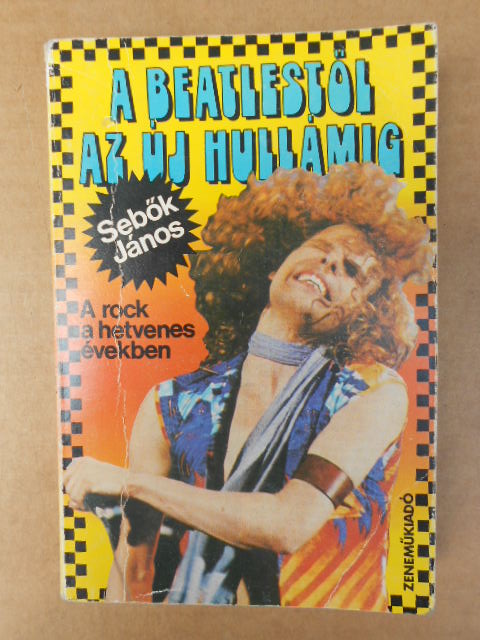 A BEATLESTŐL
AZ ÚJ HULLÁMIG
Sebők
János
A rock
a hetvenes
években
ZENEMŰKIADÓ